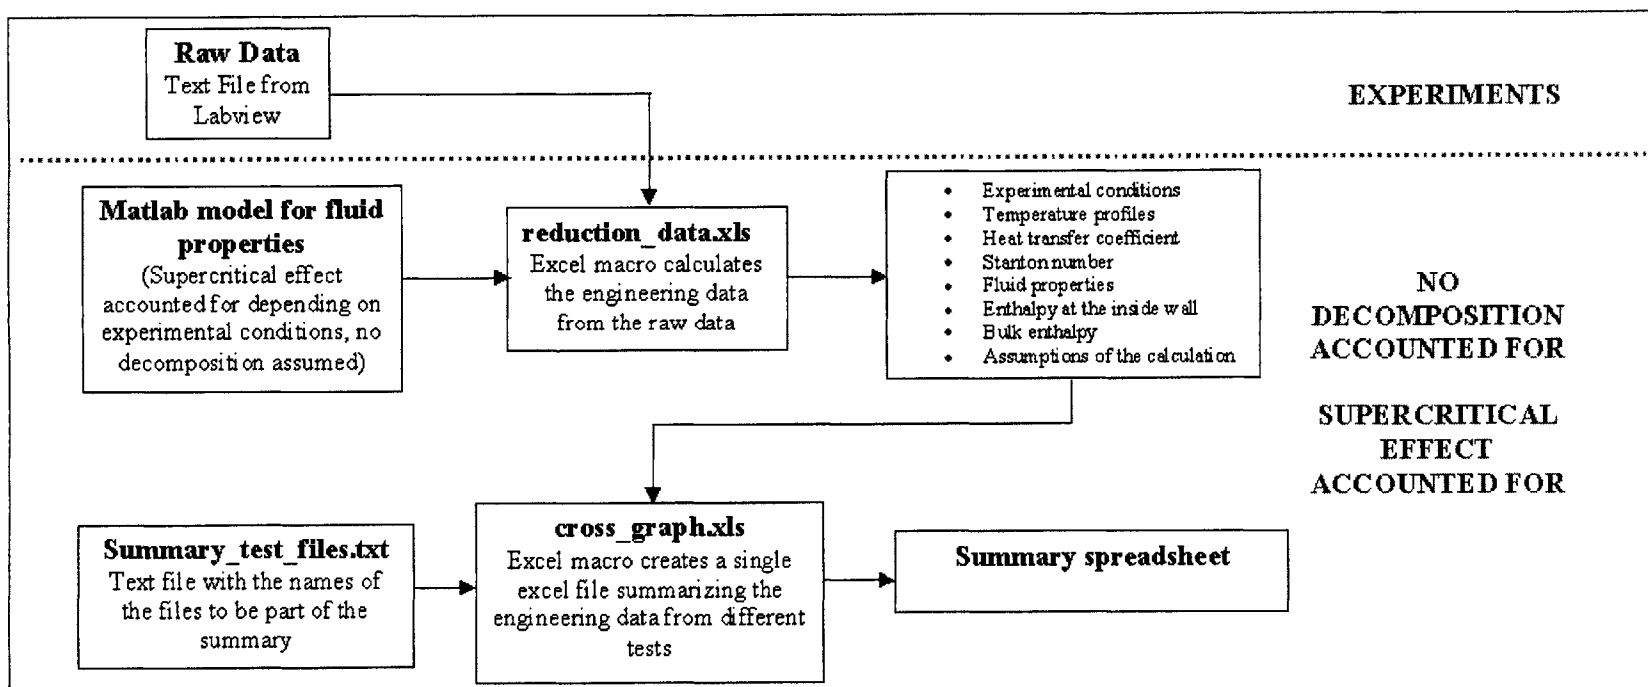 Raw Data
Text File from
Labview
EXPERIMENTS
Matlab model for fluid
properties
(Supercritical effect
accounted for depending on
experimental conditions, no
decomposition assumed)
reduction_data.xls
Excel macro calculates
the engineering data
from the raw data
• Experimental conditions
• Temperature profiles
• Heat transfer coefficient
• Stanton number
• Fluid properties
• Enthalpy at the inside wall
• Bulk enthalpy
• Assumptions of the calculation
NO
DECOMPOSITION
ACCOUNTED FOR
SUPERCRITICAL
EFFECT
ACCOUNTED FOR
Summary_test_files.txt
Text file with the names of
the files to be part of the
summary
cross_graph.xls
Excel macro creates a single
excel file summarizing the
engineering data from different
tests
Summary spreadsheet